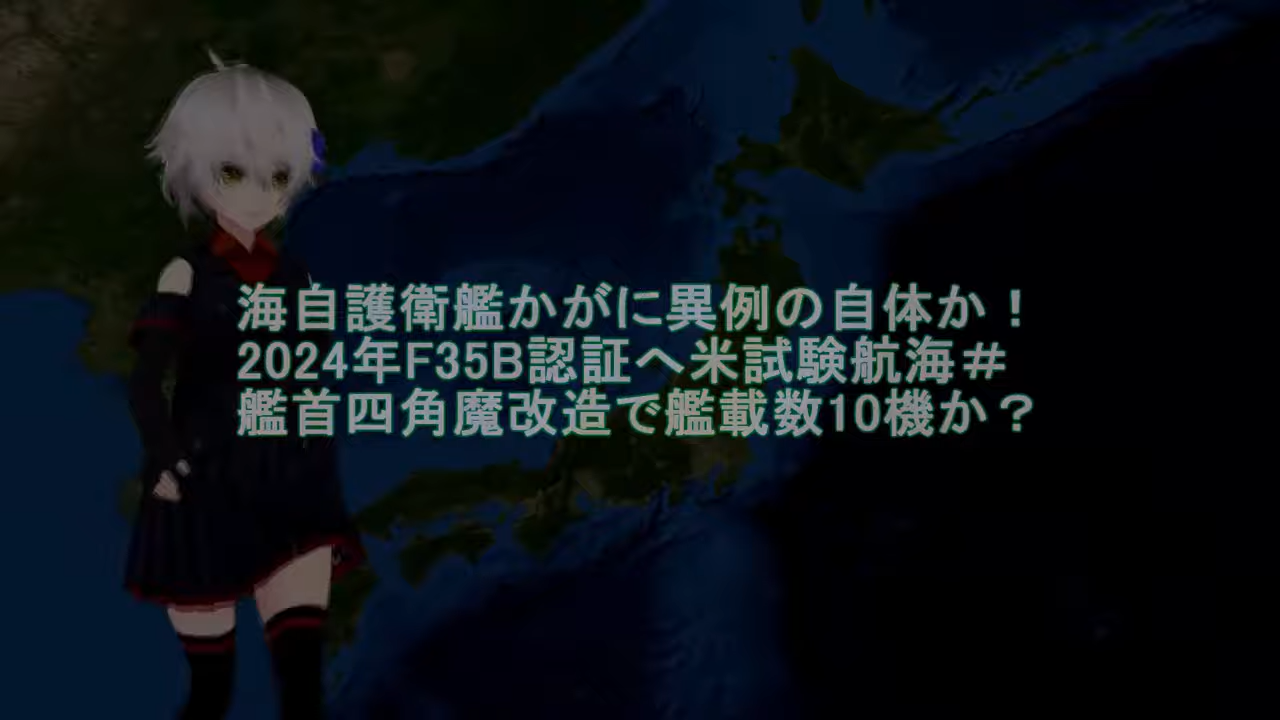 海自護衛艦かがに異例の自体か！
2024年F35B認証へ米試験航海＃
艦首四角魔改造で艦載数10機か？